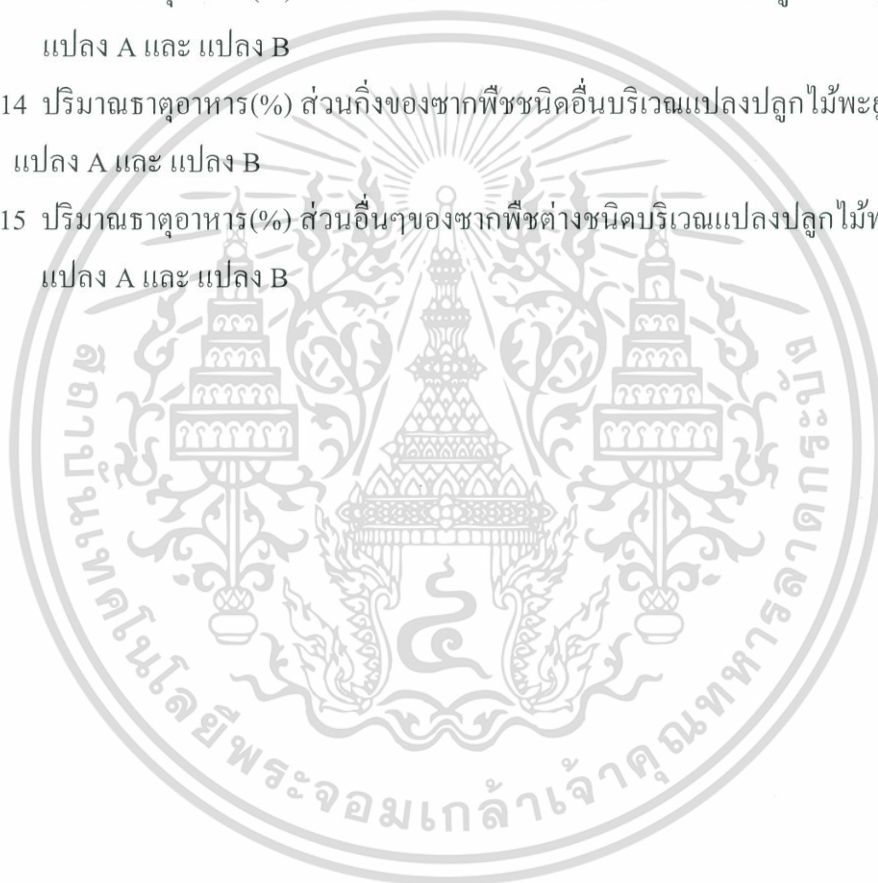 แปลง A และ แปลง B
14 ปริมาณธาตุอาหาร(%) ส่วนกิ่งของซากพืชชนิดอื่นบริเวณแปลงปลูกไม้พะยู
แปลง A และ แปลง B
15 ปริมาณธาตุอาหาร(%) ส่วนอื่นๆของซากพืชต่างชนิดบริเวณแปลงปลูกไม้พ
แปลง A และ แปลง B
สถาบันเทคโนโลยีพระจอมเกล้าเจ้าคุณทหารลาดกระบัง